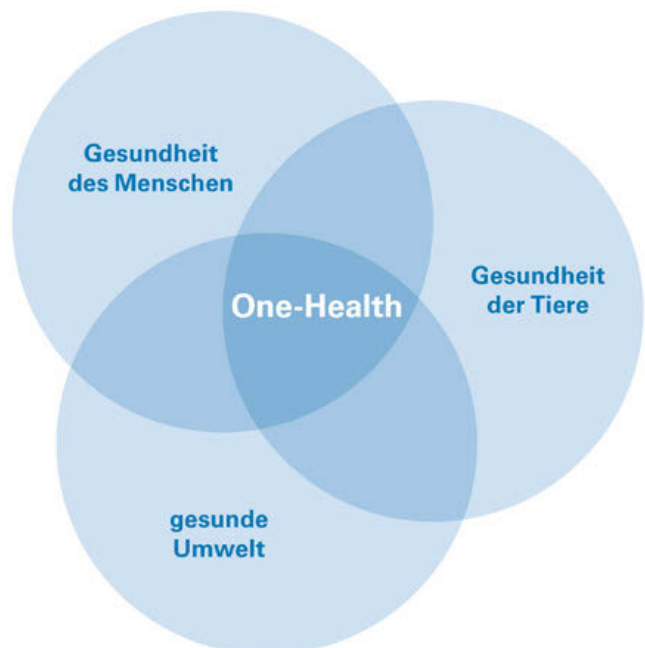 Gesundheit
des Menschen
Gesundheit
der Tiere
One-Health
gesunde
Umwelt